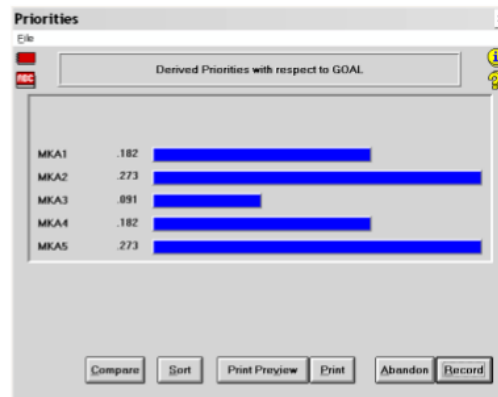 Priorities
File
ABC
Derived Priorities with respect to GOAL
MKA1 .182
MKA2 .273
MKA3 .091
MKA4 .182
MKA5 .273
Compare Sort Print Preview Print Abandon Record